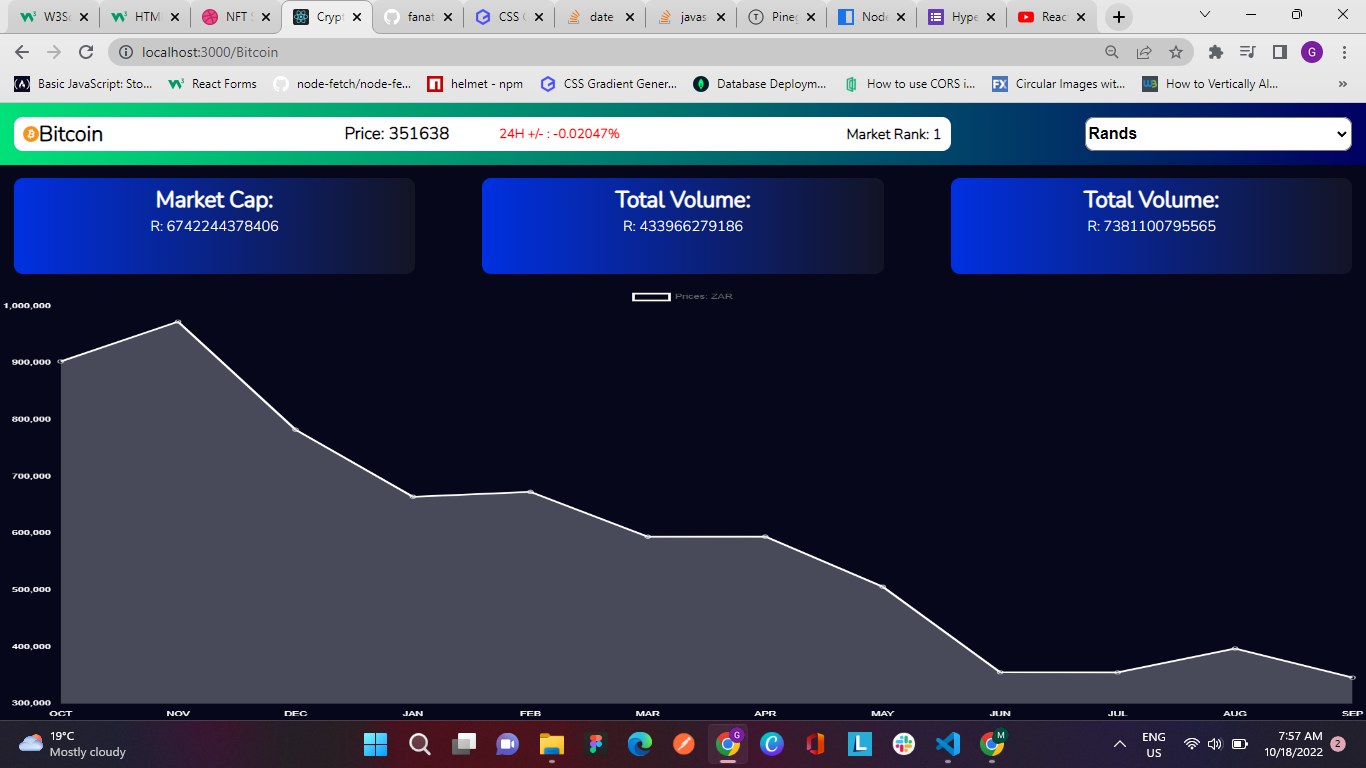 W3Sc
HTML
NFT S
Crypt
fanat
CSS G
date
javas
Pineg
Node
Hype
Reac
localhost:3000/Bitcoin
G
Basic JavaScript: Sto...
React Forms
node-fetch/node-fe...
helmet - npm
CSS Gradient Gener...
Database Deploym...
How to use CORS i...
Circular Images wit...
How to Vertically Al...
»
Bitcoin
Price: 351638
24H +/- : -0.02047%
Market Rank: 1
Rands
Market Cap:
R: 6742244378406
Total Volume:
R: 433966279186
Total Volume:
R: 7381100795565
Prices: ZAR
1,000,000
900,000
800,000
700,000
600,000
500,000
400,000
300,000
OCT NOV DEC JAN FEB MAR APR MAY JUN JUL AUG SEP
19°C
Mostly cloudy
ENG
US
7:57 AM
10/18/2022
2